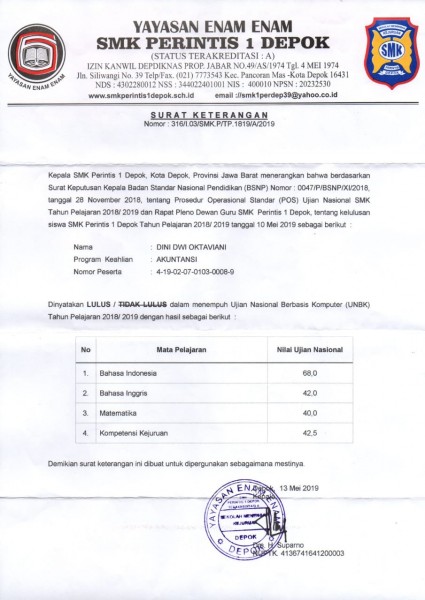 YAYASAN ENAM ENAM
SMK PERINTIS 1 DEPOK
(STATUS TERAKREDITASI : A)
IZIN KANWIL DEPDIKNAS PROP.JABAR NO.49/AS/1974 Tgl. 4 MEI 1974
Jln. Siliwangi No. 39 Telp/Fax. (021) 7773543 Kec. Pancoran Mas -Kota Depok 16431
NDS : 4302280012 NSS : 344022401001 NIS : 400010 NPSN : 20232530
www.smkperintis1depok.sch.id email ://smk1perdep39@yahoo.co.id
YAYASAN ENAM ENAM
SMK
SURAT KETERANGAN
Nomor : 316/I.03/SMK.P/TP.1819/A/2019
Kepala SMK Perintis 1 Depok, Kota Depok, Provinsi Jawa Barat menerangkan bahwa berdasarkan
Surat Keputusan Kepala Badan Standar Nasional Pendidikan (BSNP) Nomor : 0047/P/BSNP/XI/2018,
tanggal 28 November 2018, tentang Prosedur Operasional Standar (POS) Ujian Nasional SMK
Tahun Pelajaran 2018/ 2019 dan Rapat Pleno Dewan Guru SMK Perintis 1 Depok, tentang kelulusan
siswa SMK Perintis 1 Depok Tahun Pelajaran 2018/ 2019 tanggal 10 Mei 2019 sebagai berikut :
Nama : DINI DWI OKTAVIANI
Program Keahlian : AKUNTANSI
Nomor Peserta : 4-19-02-07-0103-0008-9
Dinyatakan LULUS / TIDAK LULUS dalam menempuh Ujian Nasional Berbasis Komputer (UNBK)
Tahun Pelajaran 2018/ 2019 dengan hasil sebagai berikut :
No Mata Pelajaran Nilai Ujian Nasional
1. Bahasa Indonesia 68,0
2. Bahasa Inggris 42,0
3. Matematika 40,0
4. Kompetensi Kejuruan 42,5
Demikian surat keterangan ini dibuat untuk dipergunakan sebagaimana mestinya.
Depok, 13 Mei 2019
Kepala
YAYASAN ENAM ENAM
SEKOLAH MENENGAH
KEJURUAN
DEPOK
DEPOK
Drs. H. Suparno
NUPTK. 4136741641200003